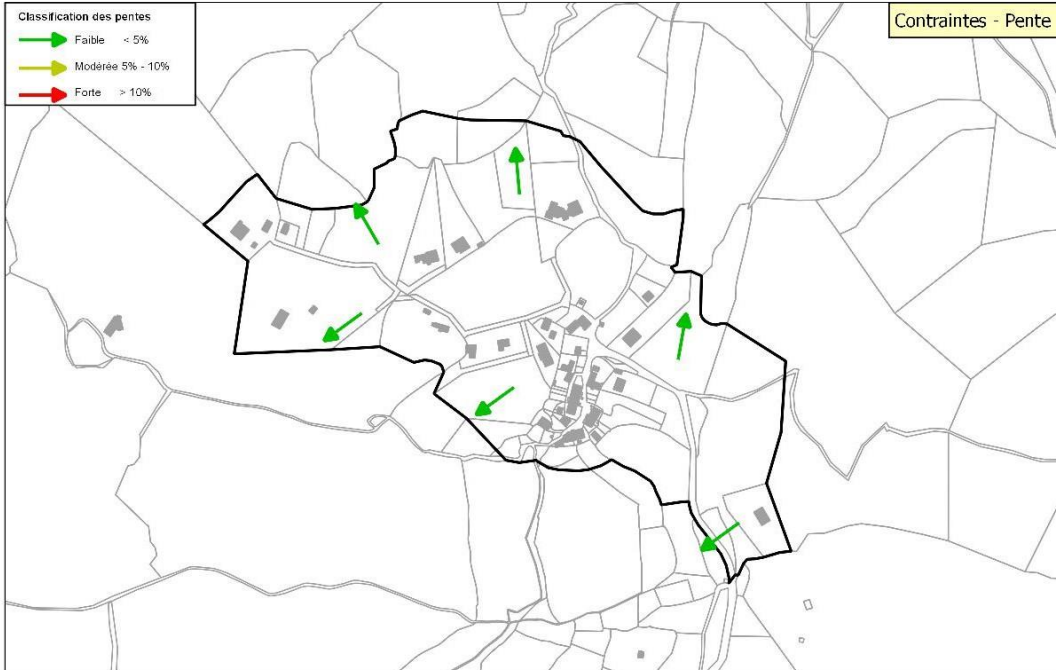 Classification des pentes
Faible < 5%
Modérée 5% - 10%
Forte > 10%
Contraintes - Pente